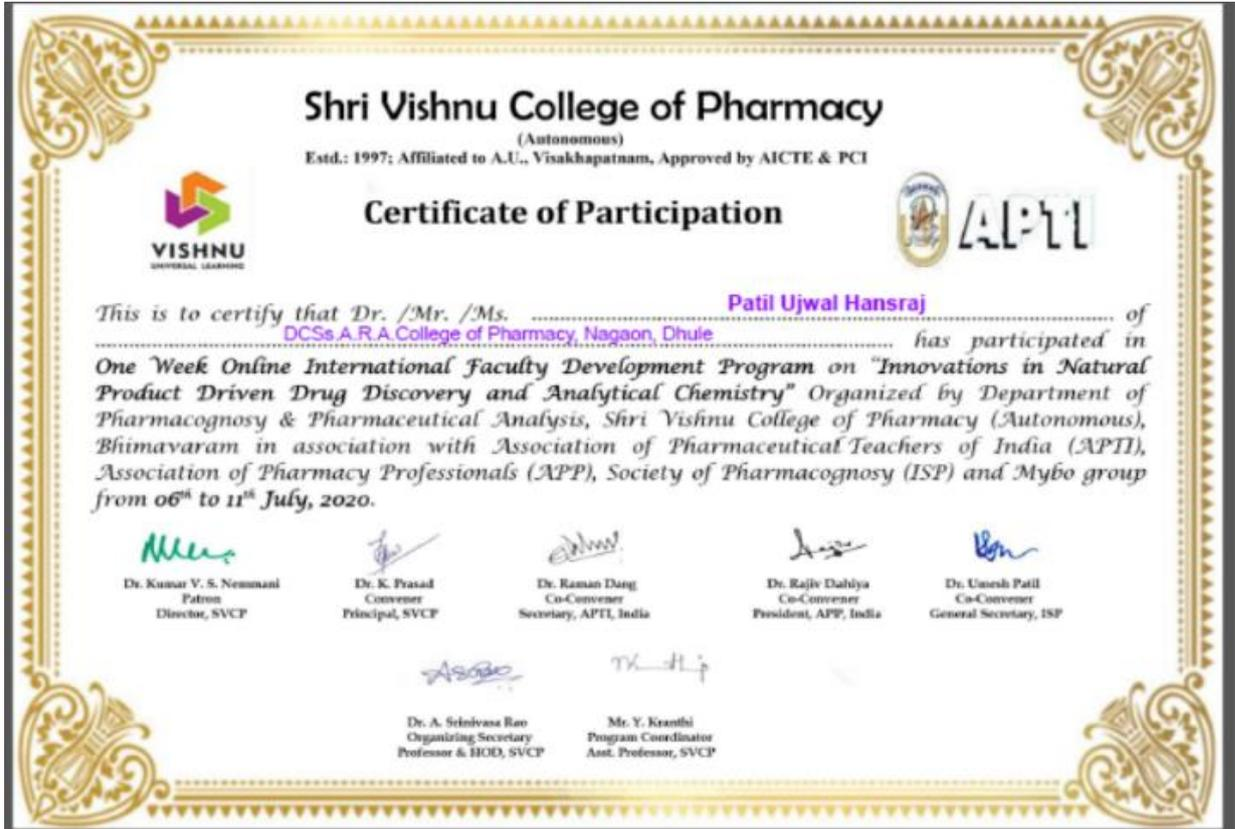 Shri Vishnu College of Pharmacy
(Autonomous)
Estd.: 1997; Affiliated to A.U., Visakhapatnam, Approved by AICTE & PCI
VISHNU
UNIVERSAL LEARNING
Certificate of Participation
APTI
This is to certify that Dr. /Mr. /Ms. Patil Ujwal Hansraj of
DCSs.A.R.A.College of Pharmacy, Nagaon, Dhule has participated in
One Week Online International Faculty Development Program on "Innovations in Natural
Product Driven Drug Discovery and Analytical Chemistry" Organized by Department of
Pharmacognosy & Pharmaceutical Analysis, Shri Vishnu College of Pharmacy (Autonomous),
Bhimavaram in association with Association of Pharmaceutical Teachers of India (APTI),
Association of Pharmacy Professionals (APP), Society of Pharmacognosy (ISP) and Mybo group
from 06th to 11th July, 2020.
Dr. Kumar V. S. Nemmani
Patron
Director, SVCP
Dr. K. Prasad
Convener
Principal, SVCP
Dr. Raman Dang
Co-Convener
Secretary, APTI, India
Dr. Rajiv Dahiya
Co-Convener
President, APP, India
Dr. Umesh Patil
Co-Convener
General Secretary, ISP
Dr. A. Srinivasa Rao
Organizing Secretary
Professor & HOD, SVCP
Mr. Y. Kranthi
Program Coordinator
Asst. Professor, SVCP